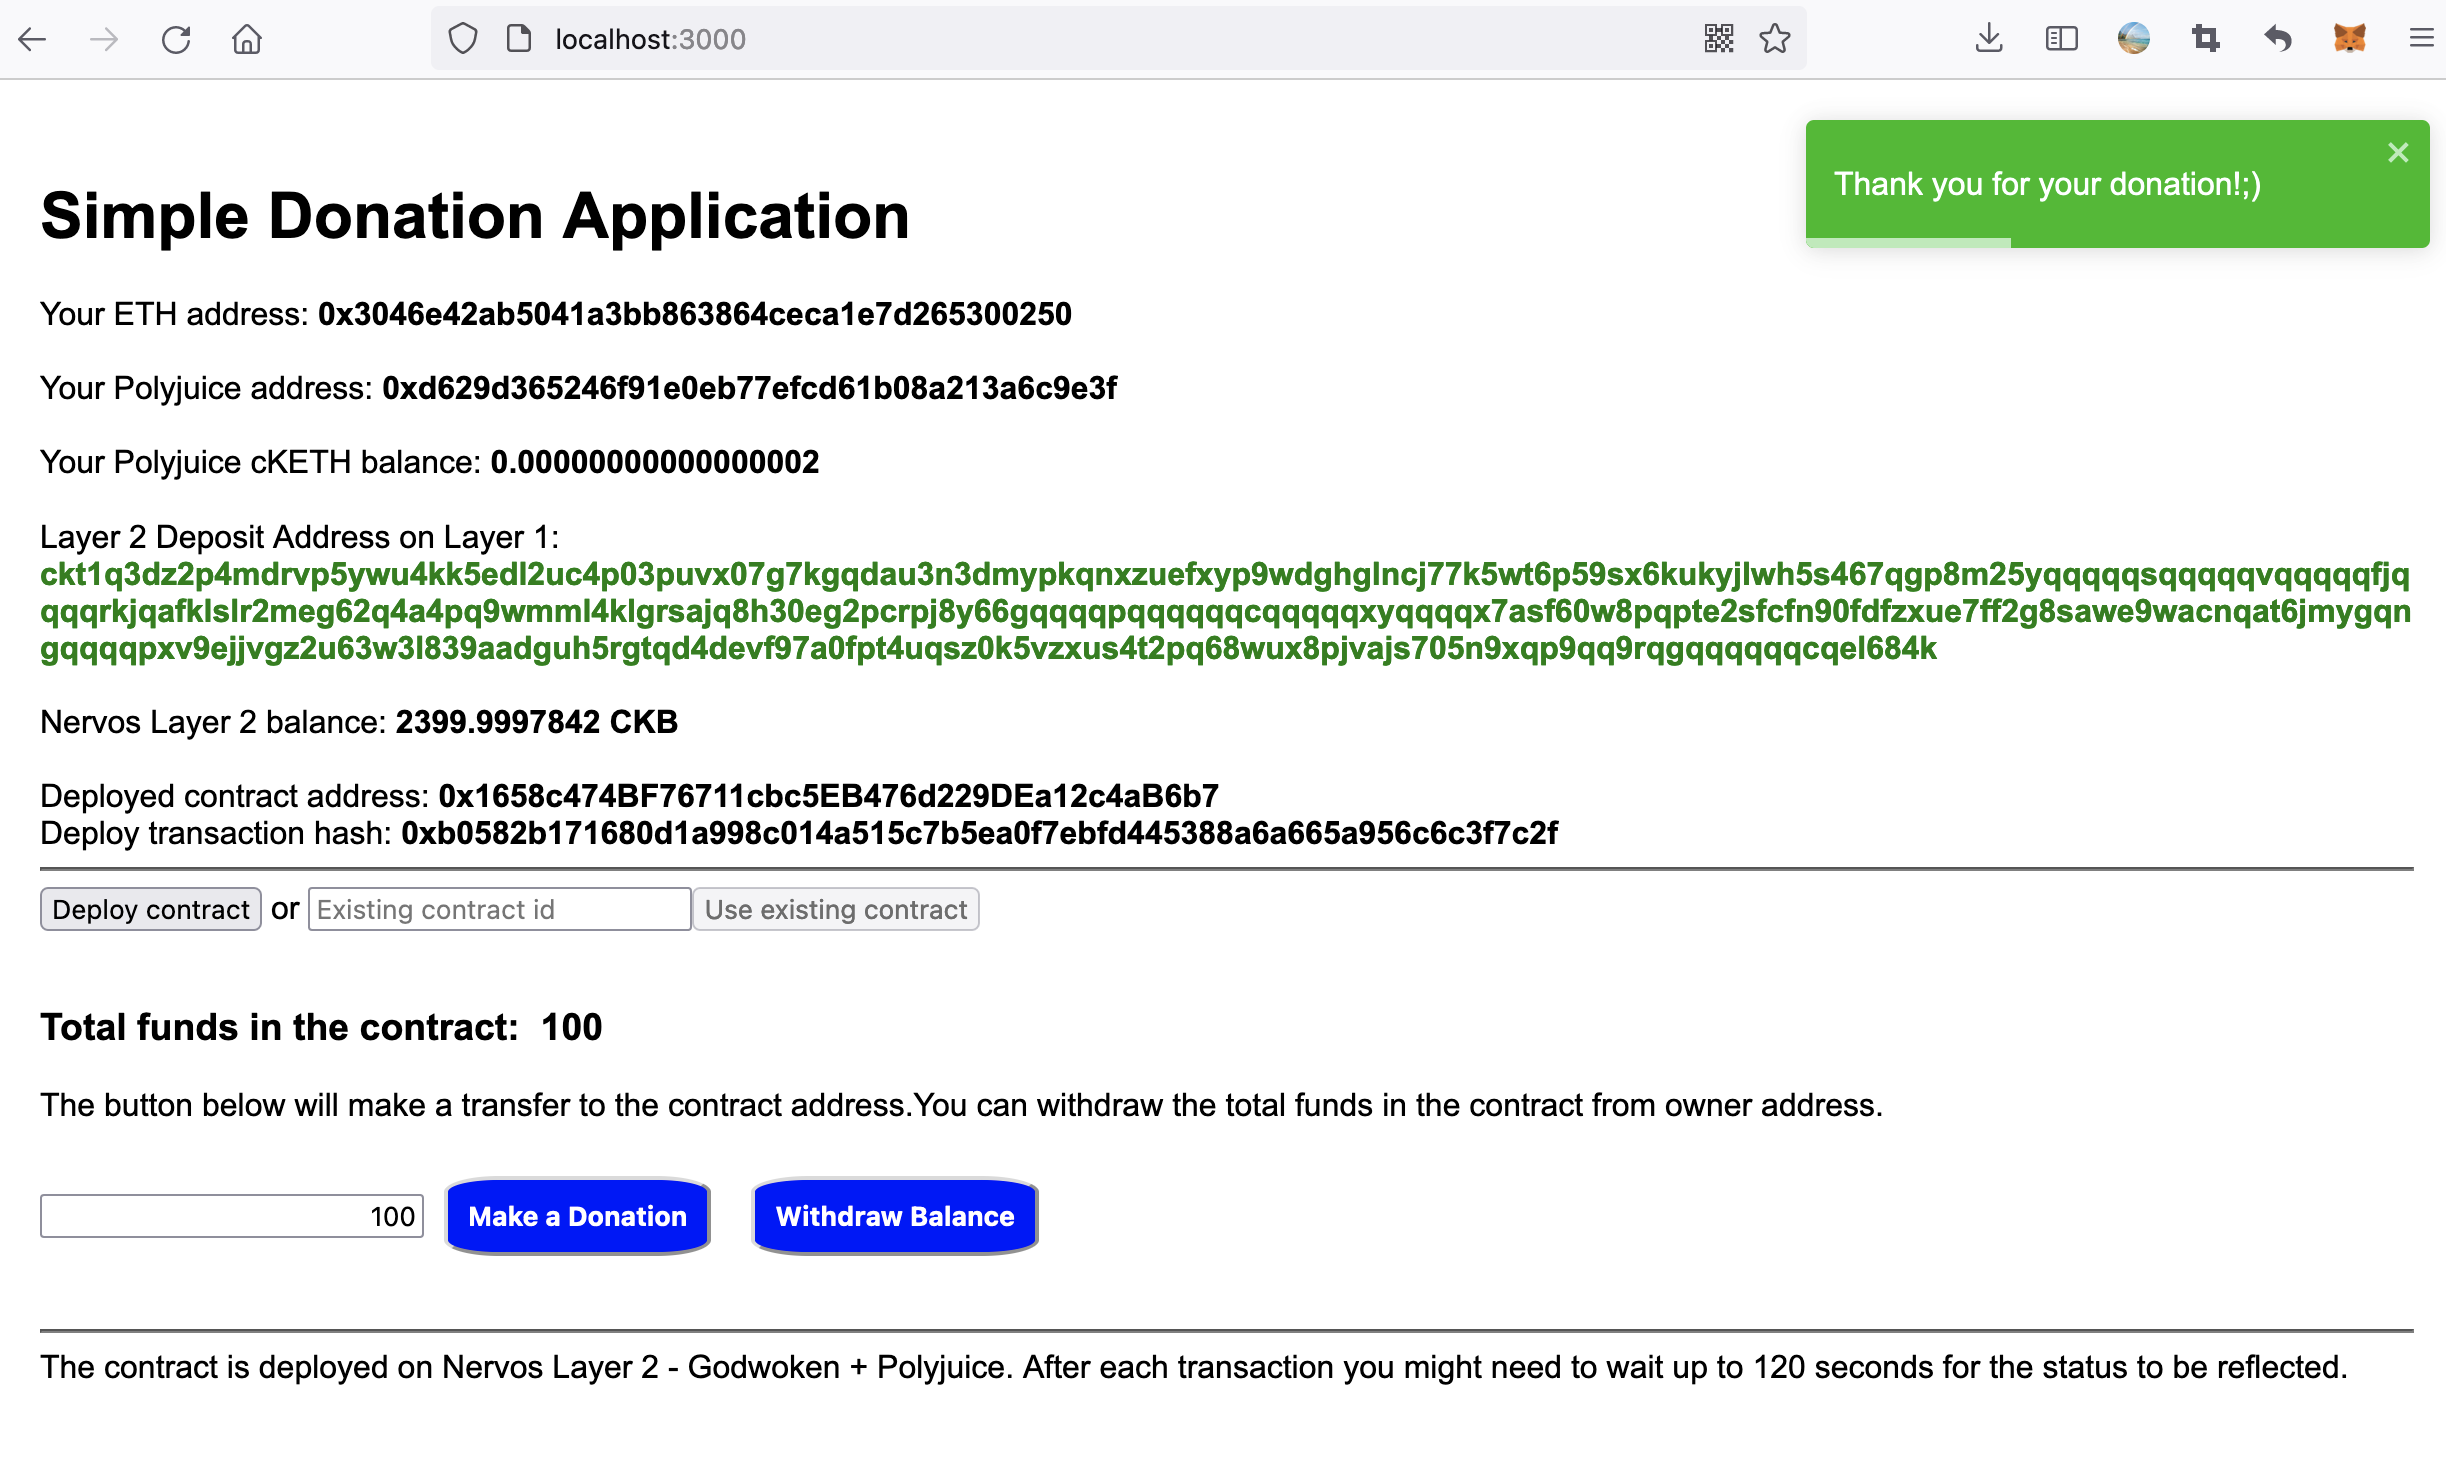 localhost:3000
Thank you for your donation!;)
Simple Donation Application
Your ETH address: 0x3046e42ab5041a3bb863864ceca1e7d265300250
Your Polyjuice address: 0xd629d365246f91e0eb77efcd61b08a213a6c9e3f
Your Polyjuice cKETH balance: 0.00000000000000002
Layer 2 Deposit Address on Layer 1:
ckt1q3dz2p4mdrvp5ywu4kk5edl2uc4p03puvx07g7kgqdau3n3dmypkqnxzuefxyp9wdghglncj77k5wt6p59sx6kukyjlwh5s467qgp8m25yqqqqqsqqqqqvqqqqqfjq
qqqrkjqafklslr2meg62q4a4pq9wmml4klgrsajq8h30eg2pcrpj8y66gqqqqpqqqqqqcqqqqqxyqqqqx7asf60w8pqpte2sfcfn90fdfzxue7ff2g8sawe9wacnqat6jmygqn
gqqqqpxv9ejjvgz2u63w3l839aadguh5rgtqd4devf97a0fpt4uqsz0k5vzxus4t2pq68wux8pjvajs705n9xqp9qq9rqgqqqqqqcqel684k
Nervos Layer 2 balance: 2399.9997842 CKB
Deployed contract address: 0x1658c474BF76711cbc5EB476d229DEa12c4aB6b7
Deploy transaction hash: 0xb0582b171680d1a998c014a515c7b5ea0f7ebfd445388a6a665a956c6c3f7c2f
Deploy contract or Existing contract id Use existing contract
Total funds in the contract: 100
The button below will make a transfer to the contract address.You can withdraw the total funds in the contract from owner address.
100 Make a Donation Withdraw Balance
The contract is deployed on Nervos Layer 2 - Godwoken + Polyjuice. After each transaction you might need to wait up to 120 seconds for the status to be reflected.